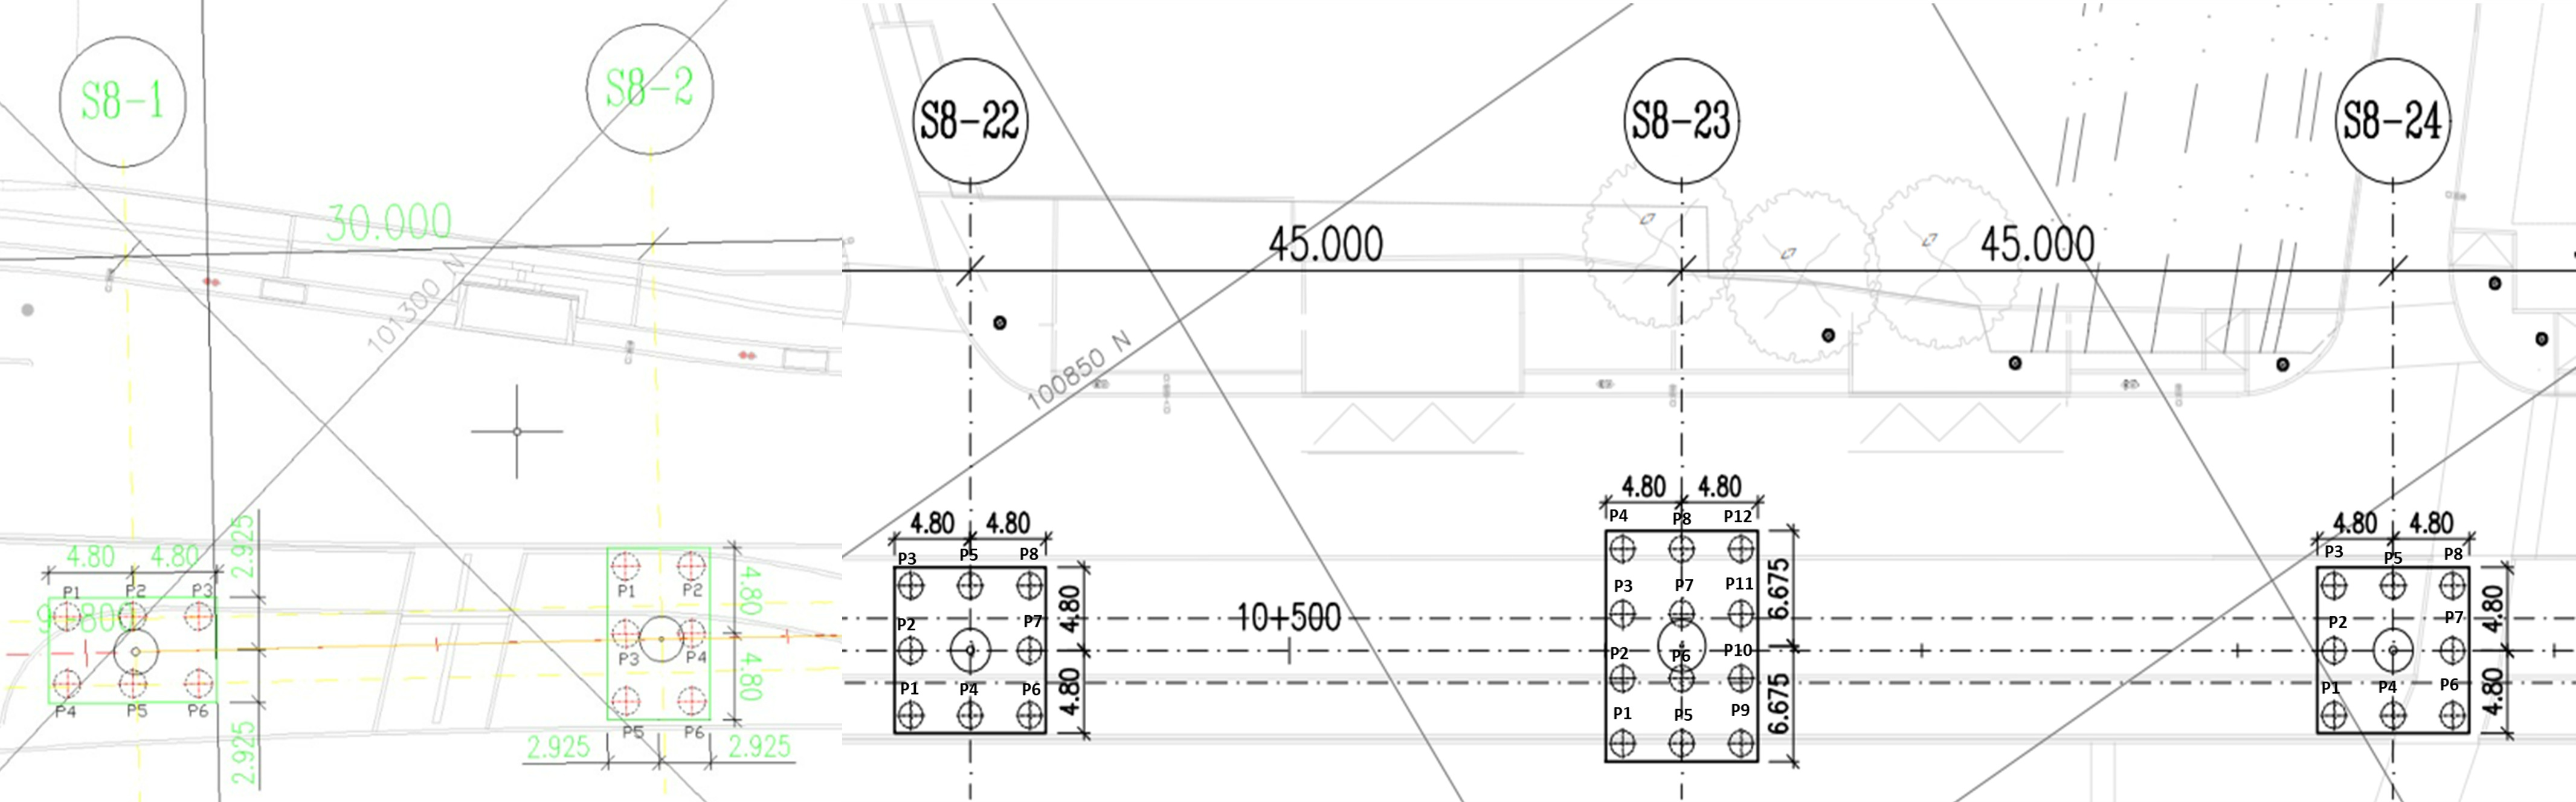 S8-1
S8-2
30.000
101300 N
4.80 4.80
2.925
P1 P2 P3
9+800
P4 P5 P6
2.925
P1 P2
4.80
P3 P4
4.80
P5 P6
2.925 2.925
S8-22
S8-23
S8-24
45.000
45.000
100850 N
4.80 4.80
P3 P5 P8
4.80
P2 P7
P1 P4 P6
4.80
10+500
4.80 4.80
P4 P8 P12
P3 P7 P11
6.675
P2 P6 P10
P1 P5 P9
6.675
4.80 4.80
P3 P5 P8
4.80
P2 P7
P1 P4 P6
4.80